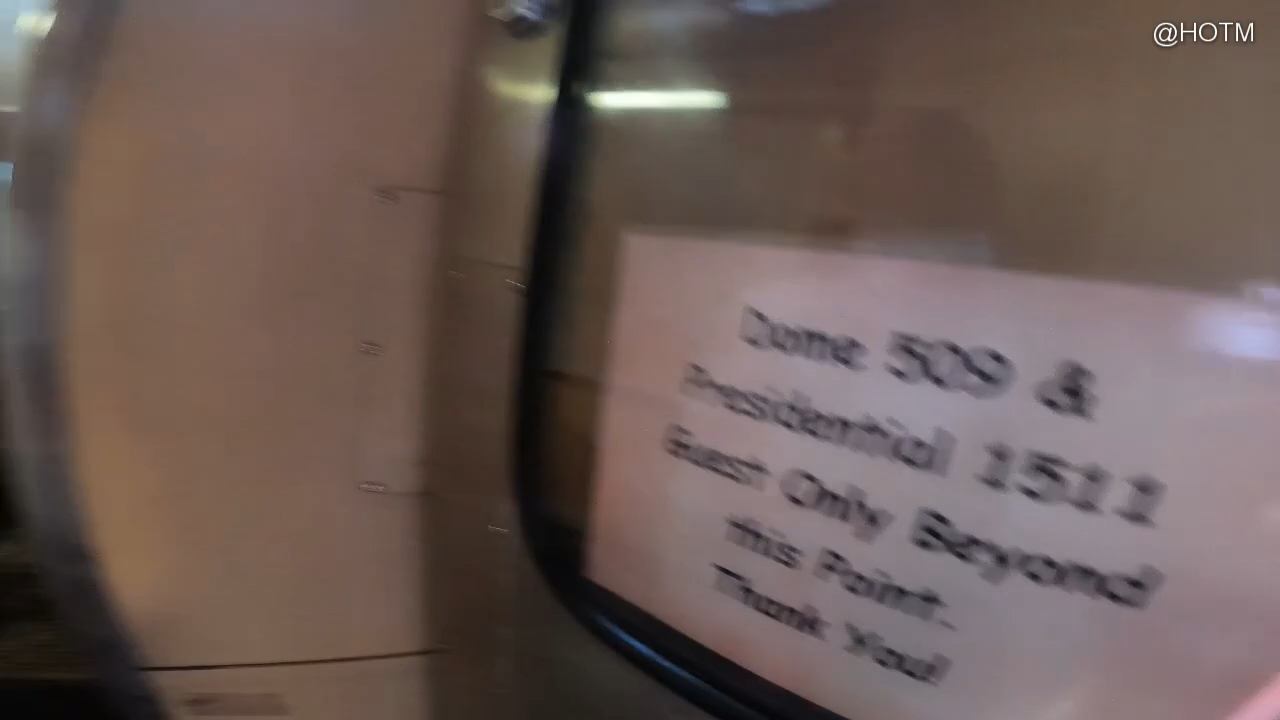 @HOTM
Dome 509 &
Presidential 1511
Guest Only Beyond
this Point.
Thank You!